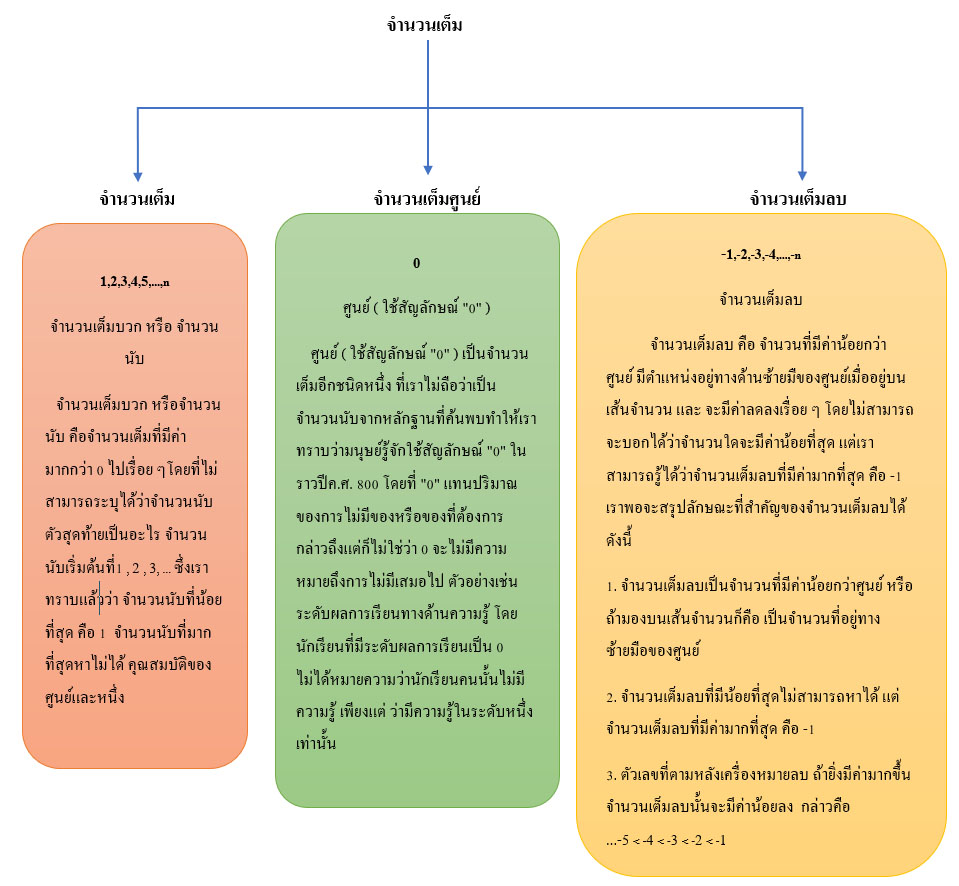 จำนวนเต็ม
จำนวนเต็ม
จำนวนเต็มศูนย์
จำนวนเต็มลบ
1,2,3,4,5,...,n
จำนวนเต็มบวก หรือ จำนวน
นับ
จำนวนเต็มบวก หรือจำนวน
นับ คือจำนวนเต็มที่มีค่า
มากกว่า 0 ไปเรื่อย ๆ โดยที่ไม่
สามารถระบุได้ว่าจำนวนนับ
ตัวสุดท้ายเป็นอะไร จำนวน
นับเริ่มต้นที่1 , 2 , 3, ... ซึ่งเรา
ทราบแล้วว่า จำนวนนับที่น้อย
ที่สุด คือ 1 จำนวนนับที่มาก
ที่สุดหาไม่ได้ คุณสมบัติของ
ศูนย์และหนึ่ง
0
ศูนย์ ( ใช้สัญลักษณ์ "0" )
ศูนย์ ( ใช้สัญลักษณ์ "0" ) เป็นจำนวน
เต็มอีกชนิดหนึ่ง ที่เราไม่ถือว่าเป็น
จำนวนนับจากหลักฐานที่ค้นพบทำให้เรา
ทราบว่ามนุษย์รู้จักใช้สัญลักษณ์ "0" ใน
ราวปีค.ศ. 800 โดยที่ "0" แทนปริมาณ
ของการไม่มีของหรือของที่ต้องการ
กล่าวถึงแต่ก็ไม่ใช่ว่า 0 จะไม่มีความ
หมายถึงการไม่มีเสมอไป ตัวอย่างเช่น
ระดับผลการเรียนทางด้านความรู้ โดย
นักเรียนที่มีระดับผลการเรียนเป็น 0
ไม่ได้หมายความว่านักเรียนคนนั้นไม่มี
ความรู้ เพียงแต่ ว่ามีความรู้ในระดับหนึ่ง
เท่านั้น
-1,-2,-3,-4,...,-n
จำนวนเต็มลบ
จำนวนเต็มลบ คือ จำนวนที่มีค่าน้อยกว่า
ศูนย์ มีตำแหน่งอยู่ทางด้านซ้ายมือของศูนย์เมื่ออยู่บน
เส้นจำนวน และ จะมีค่าลดลงเรื่อย ๆ โดยไม่สามารถ
จะบอกได้ว่าจำนวนใดจะมีค่าน้อยที่สุด แต่เรา
สามารถรู้ได้ว่าจำนวนเต็มลบที่มีค่ามากที่สุด คือ -1
เราพอจะสรุปลักษณะที่สำคัญของจำนวนเต็มลบได้
ดังนี้
1. จำนวนเต็มลบเป็นจำนวนที่มีค่าน้อยกว่าศูนย์ หรือ
ถ้ามองบนเส้นจำนวนก็คือ เป็นจำนวนที่อยู่ทาง
ซ้ายมือของศูนย์
2. จำนวนเต็มลบที่มีน้อยที่สุดไม่สามารถหาได้ แต่
จำนวนเต็มลบที่มีค่ามากที่สุด คือ -1
3. ตัวเลขที่ตามหลังเครื่องหมายลบ ถ้ายิ่งมีค่ามากขึ้น
จำนวนเต็มลบนั้นจะมีค่าน้อยลง กล่าวคือ
...-5 < -4 < -3 < -2 < -1